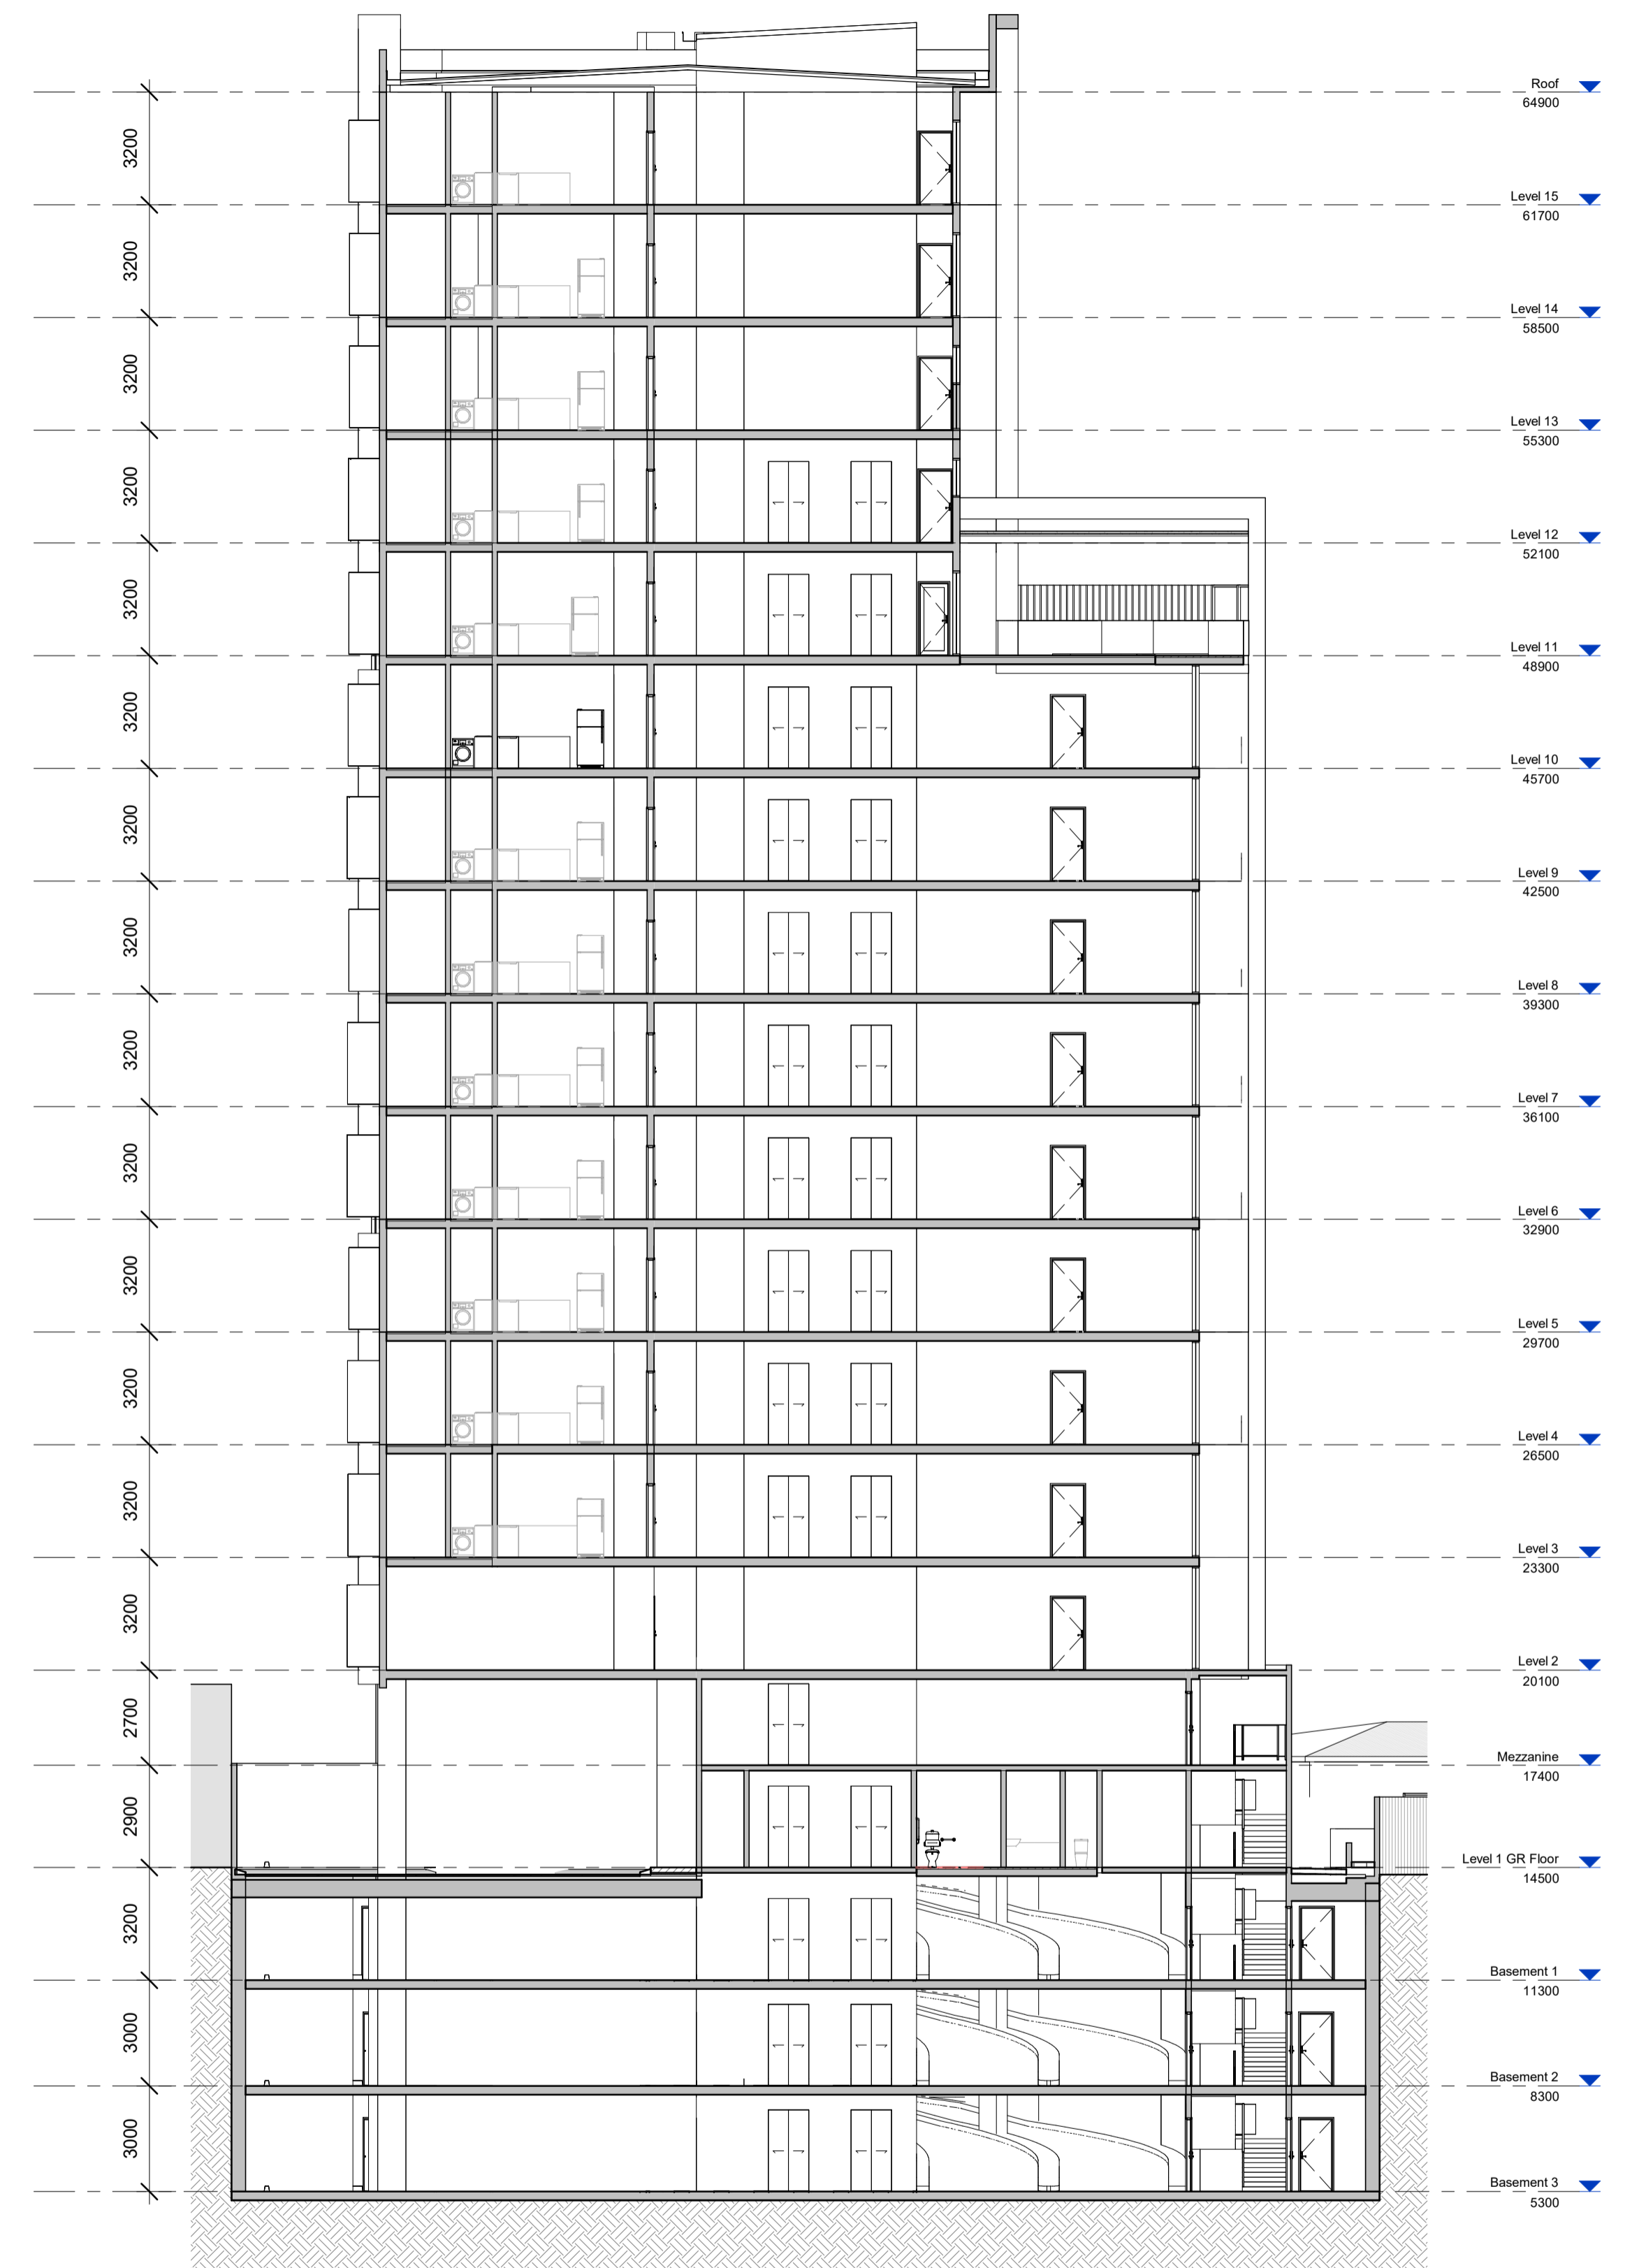 Roof
64900
3200
Level 15
61700
3200
Level 14
58500
3200
Level 13
55300
3200
Level 12
52100
3200
Level 11
48900
3200
Level 10
45700
3200
Level 9
42500
3200
Level 8
39300
3200
Level 7
36100
3200
Level 6
32900
3200
Level 5
29700
3200
Level 4
26500
3200
Level 3
23300
3200
Level 2
20100
2700
Mezzanine
17400
2900
Level 1 GR Floor
14500
3200
Basement 1
11300
3000
Basement 2
8300
3000
Basement 3
5300